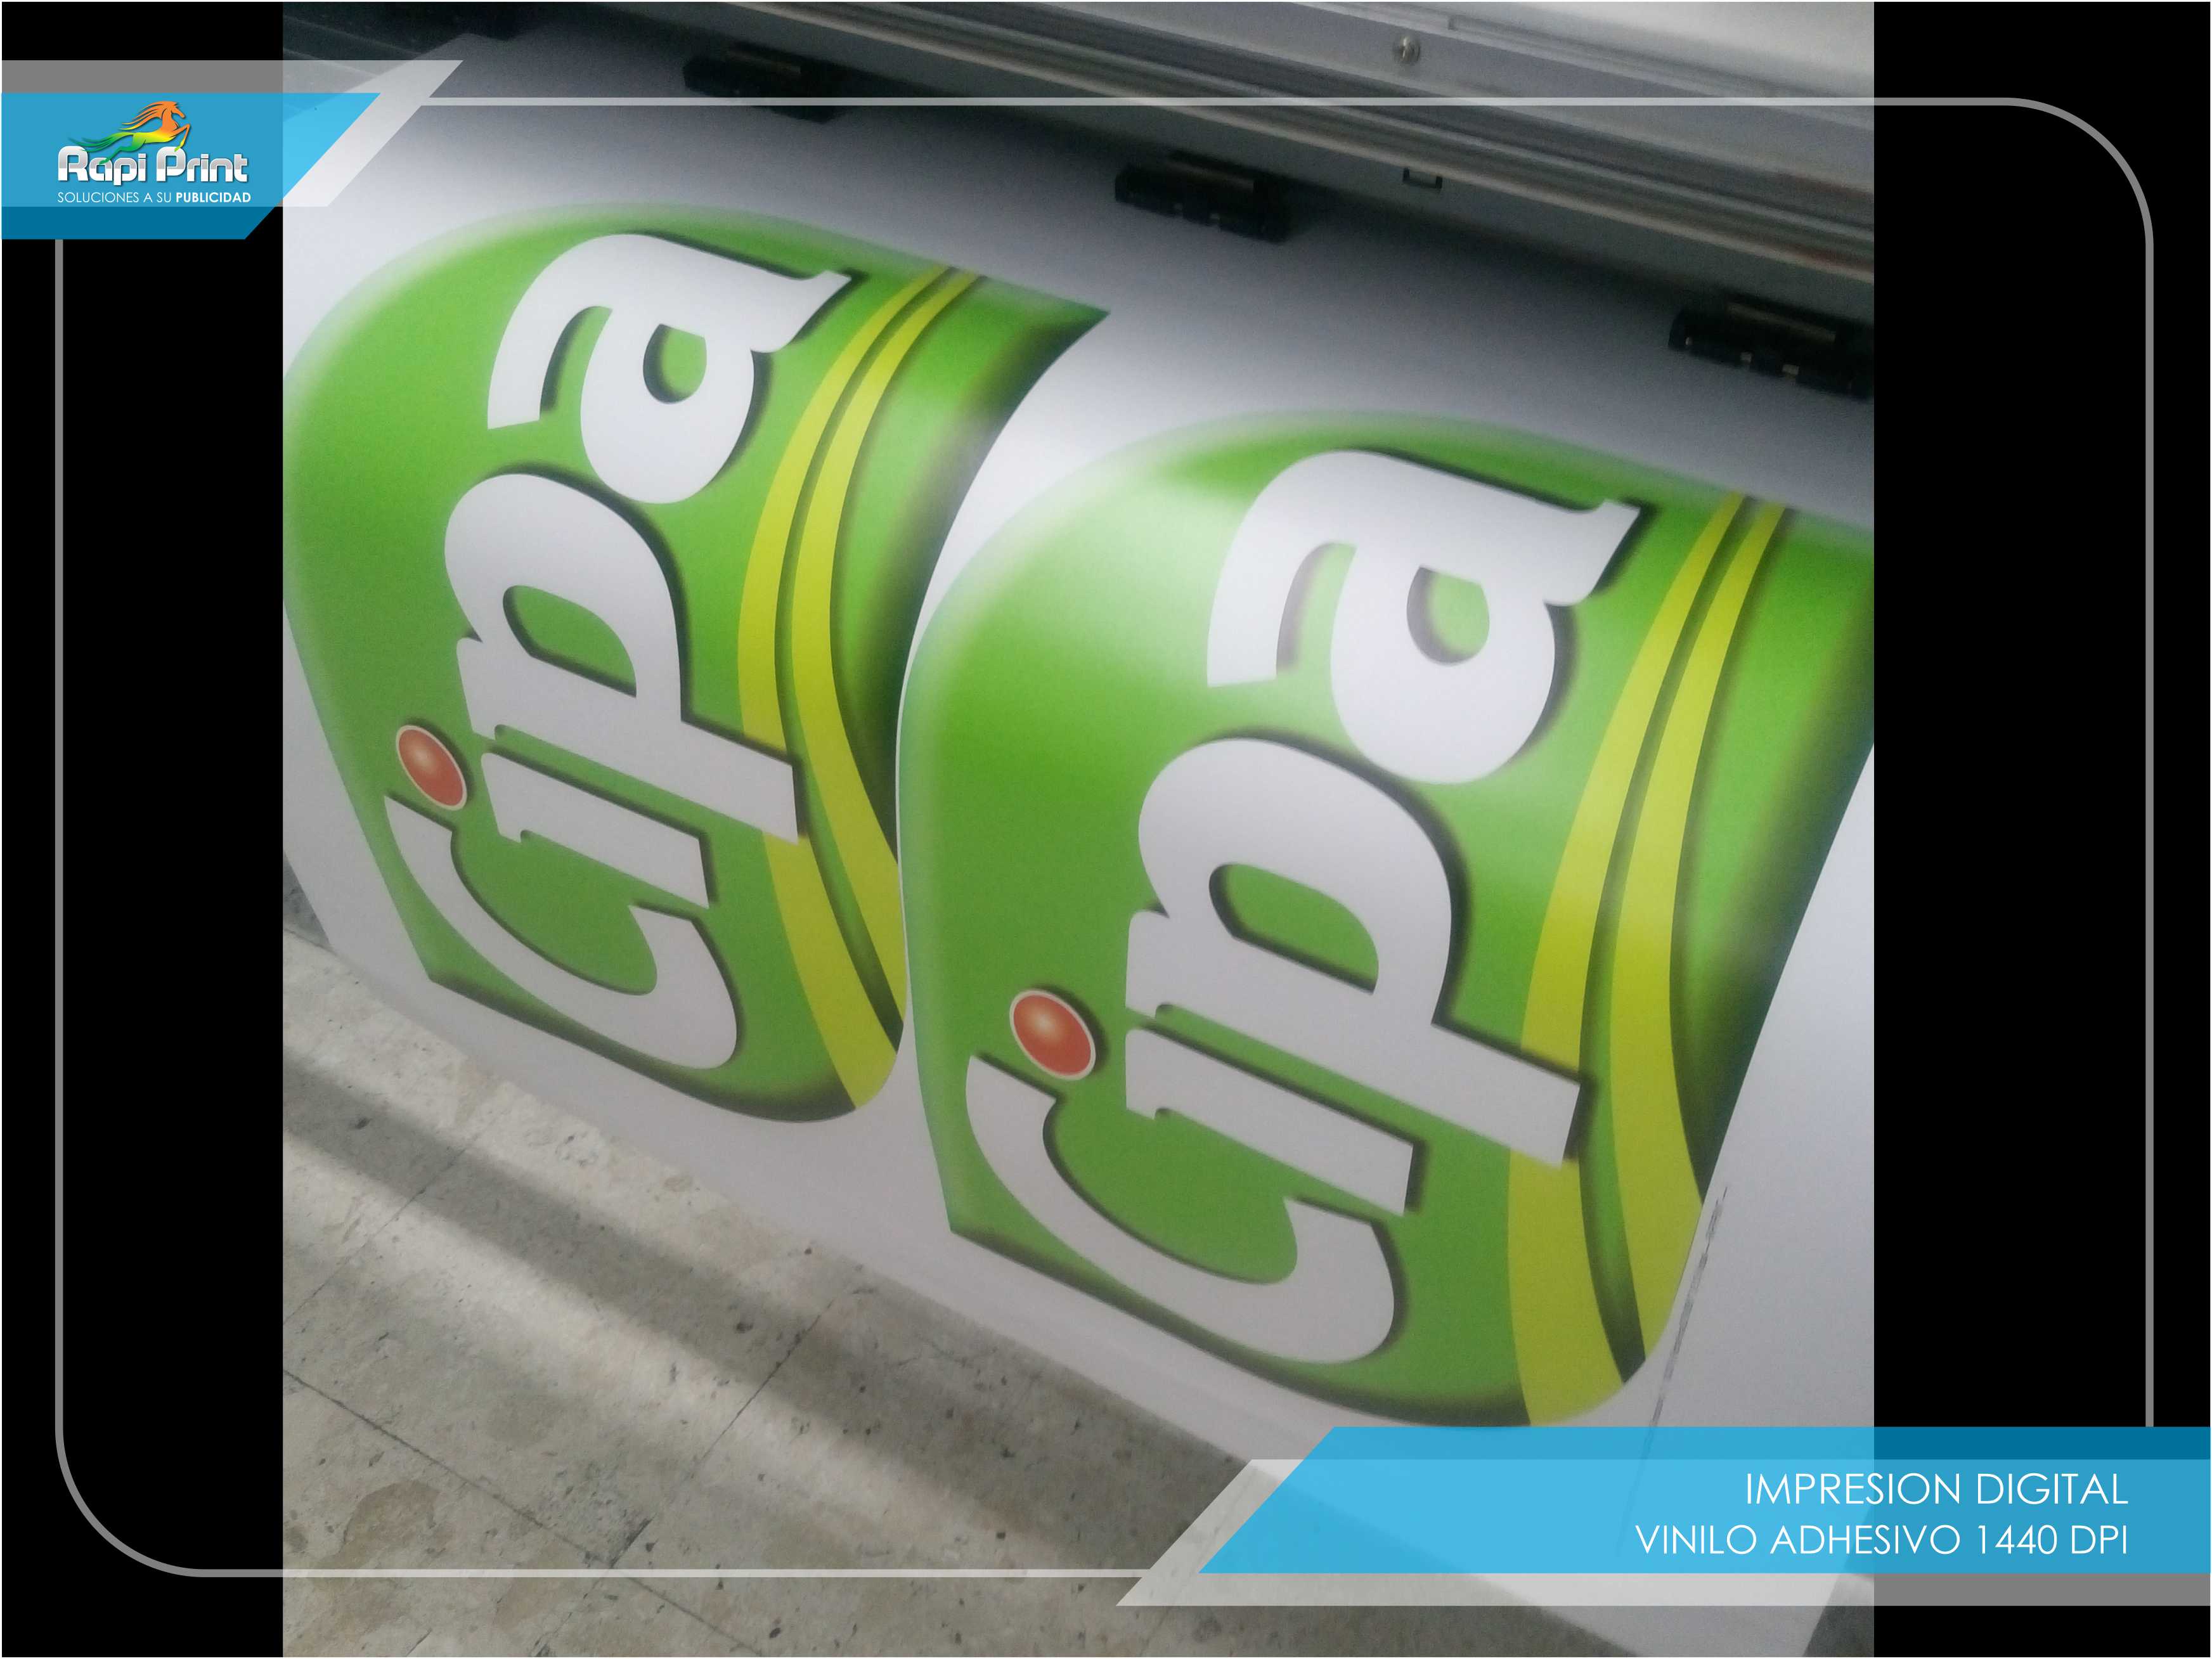 Rapi Print
SOLUCIONES A SU PUBLICIDAD
Cipa
Cipa
IMPRESION DIGITAL
VINILO ADHESIVO 1440 DPI